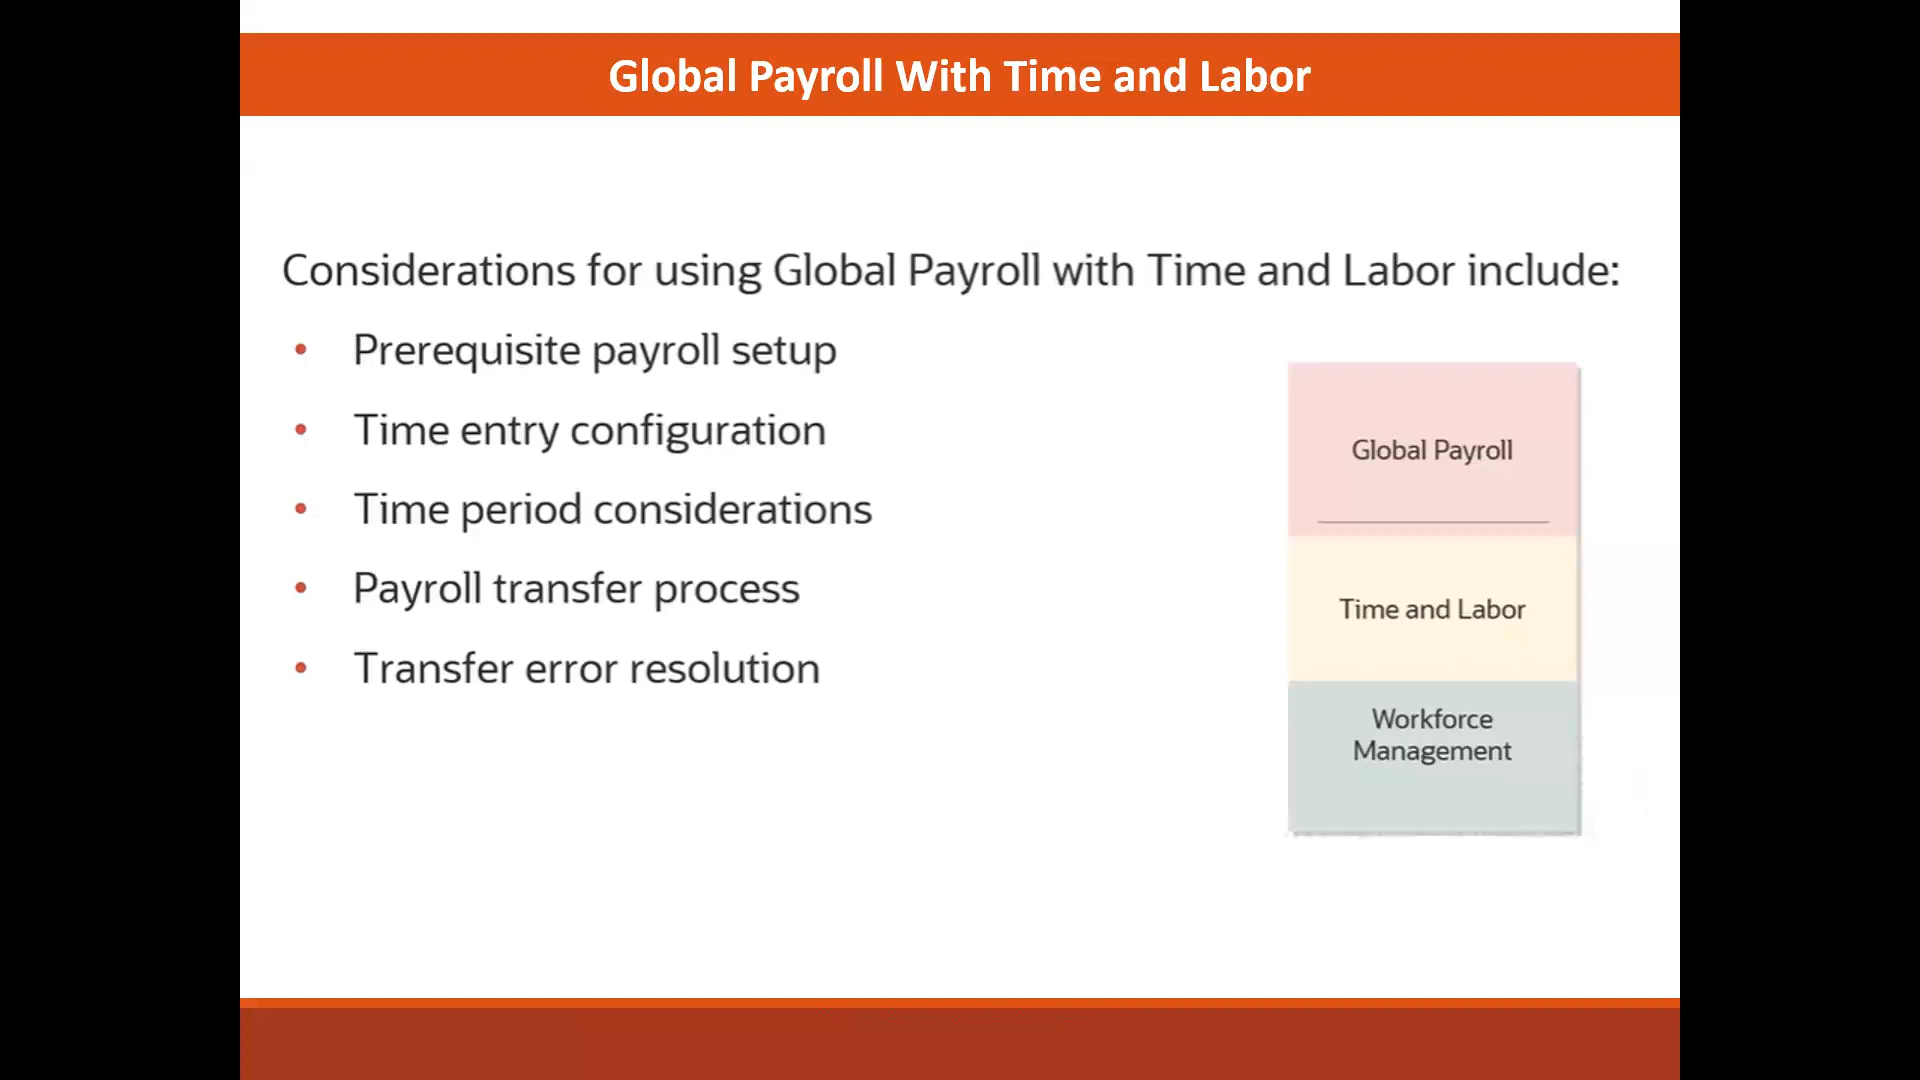 Global Payroll With Time and Labor
Considerations for using Global Payroll with Time and Labor include:
• Prerequisite payroll setup
• Time entry configuration
• Time period considerations
• Payroll transfer process
• Transfer error resolution
Global Payroll
Time and Labor
Workforce
Management